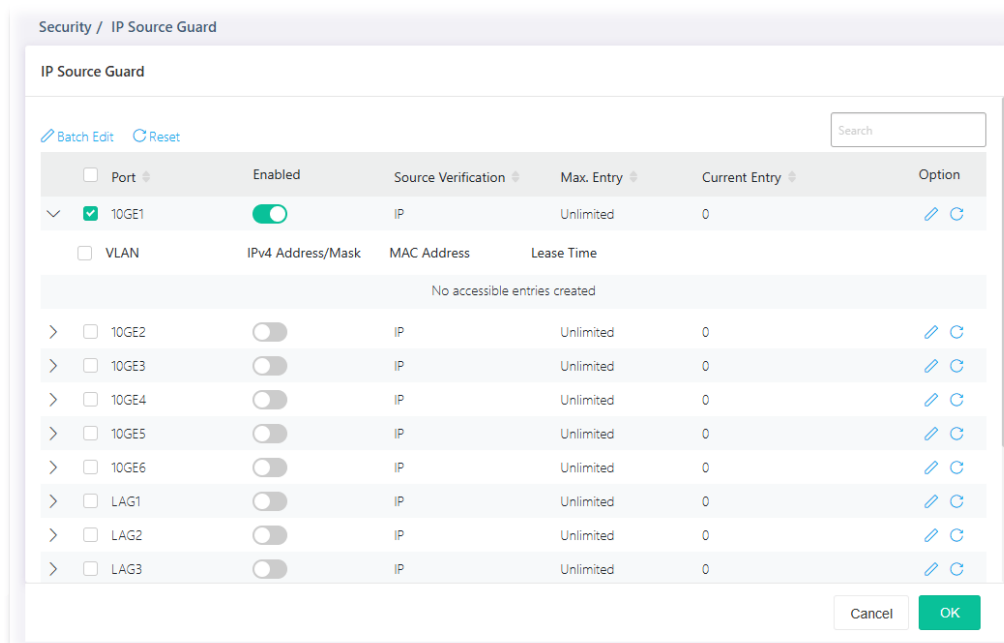 Security / IP Source Guard
IP Source Guard
Batch Edit Reset Search
Port Enabled Source Verification Max. Entry Current Entry Option
10GE1 IP Unlimited 0
VLAN IPv4 Address/Mask MAC Address Lease Time
No accessible entries created
10GE2 IP Unlimited 0
10GE3 IP Unlimited 0
10GE4 IP Unlimited 0
10GE5 IP Unlimited 0
10GE6 IP Unlimited 0
LAG1 IP Unlimited 0
LAG2 IP Unlimited 0
LAG3 IP Unlimited 0
Cancel OK